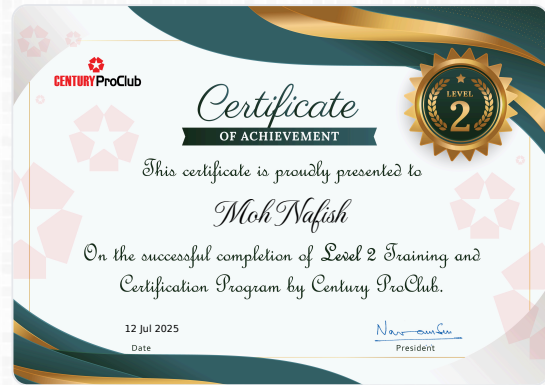 CENTURY ProClub
LEVEL
2
Certificate
OF ACHIEVEMENT
This certificate is proudly presented to
Moh Nafish
On the successful completion of Level 2 Training and
Certification Program by Century ProClub.
12 Jul 2025
Date
President